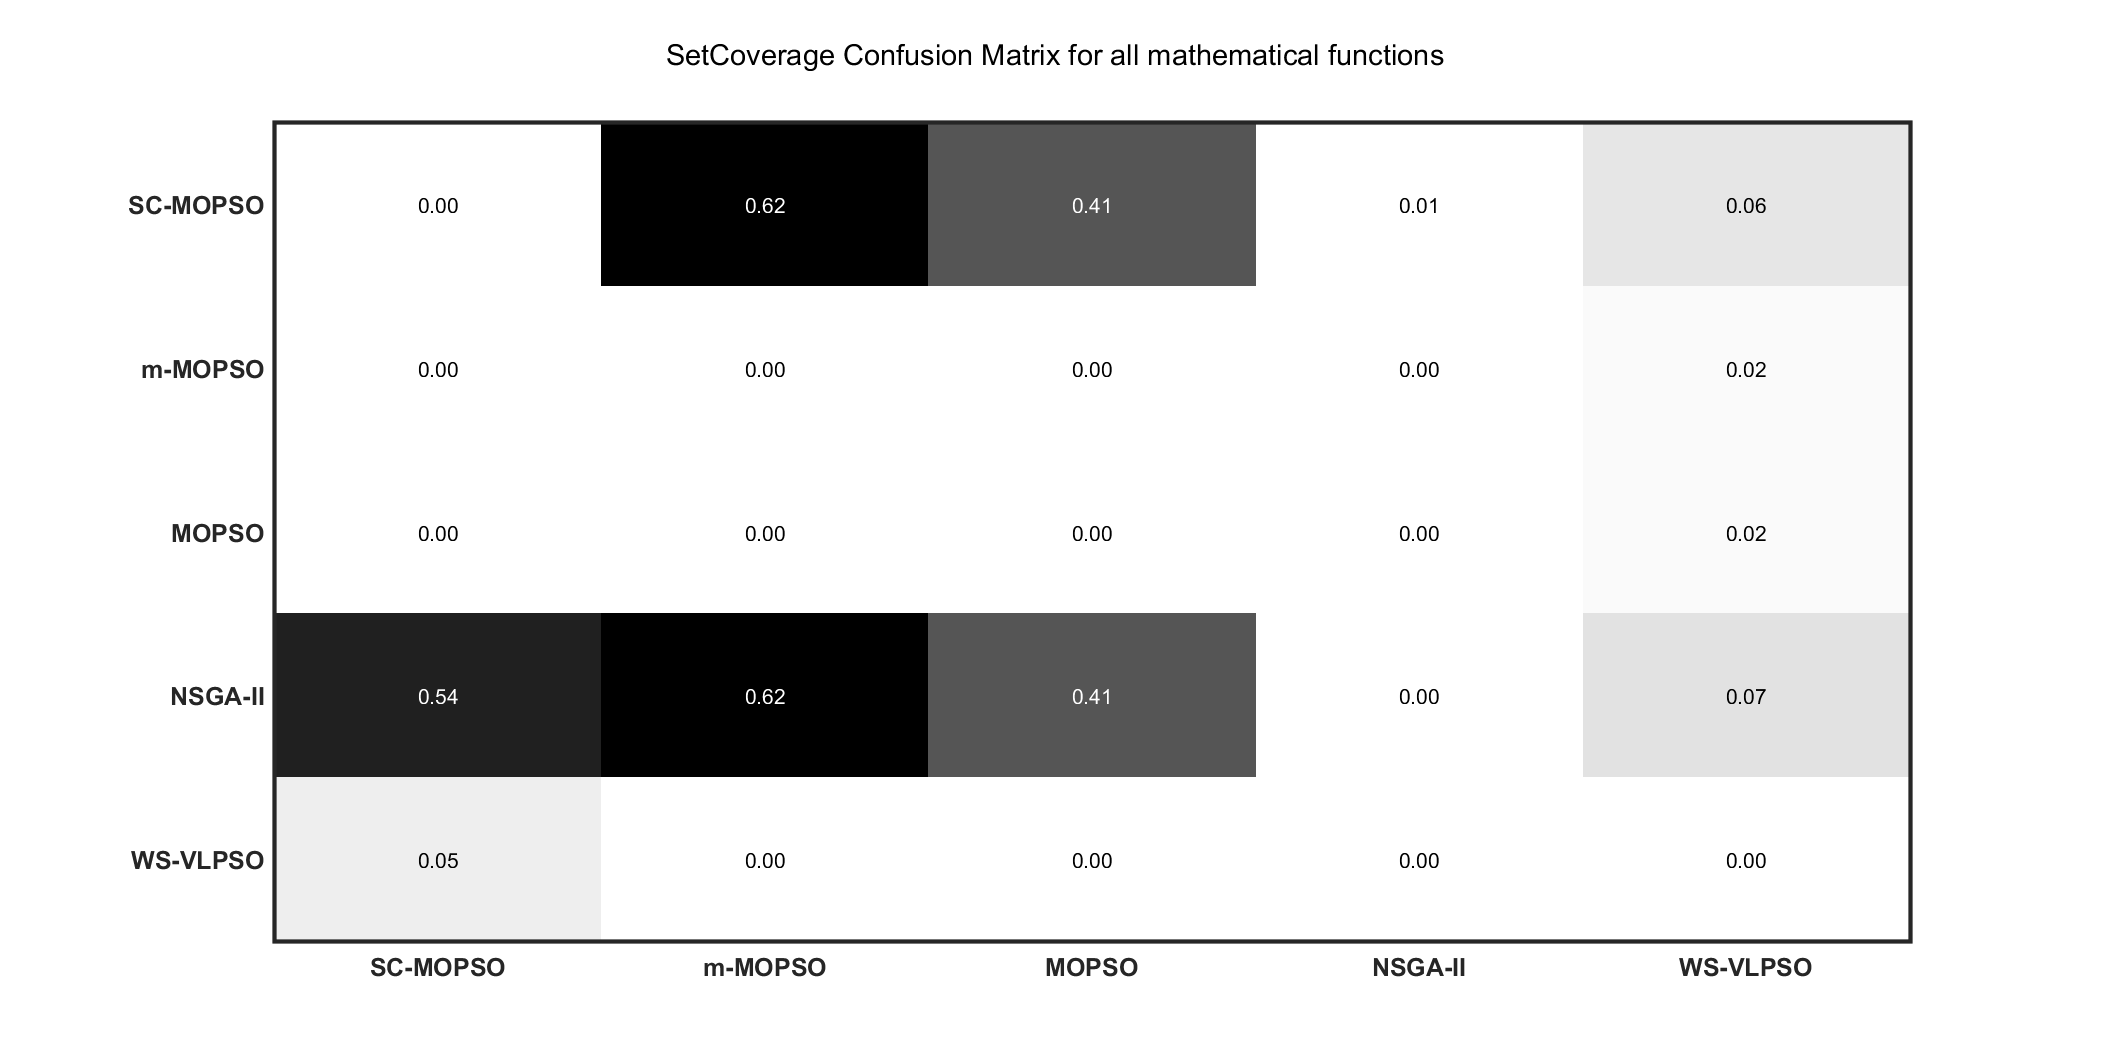 SetCoverage Confusion Matrix for all mathematical functions
SC-MOPSO 0.00 0.62 0.41 0.01 0.06
m-MOPSO 0.00 0.00 0.00 0.00 0.02
MOPSO 0.00 0.00 0.00 0.00 0.02
NSGA-II 0.54 0.62 0.41 0.00 0.07
WS-VLPSO 0.05 0.00 0.00 0.00 0.00
SC-MOPSO m-MOPSO MOPSO NSGA-II WS-VLPSO